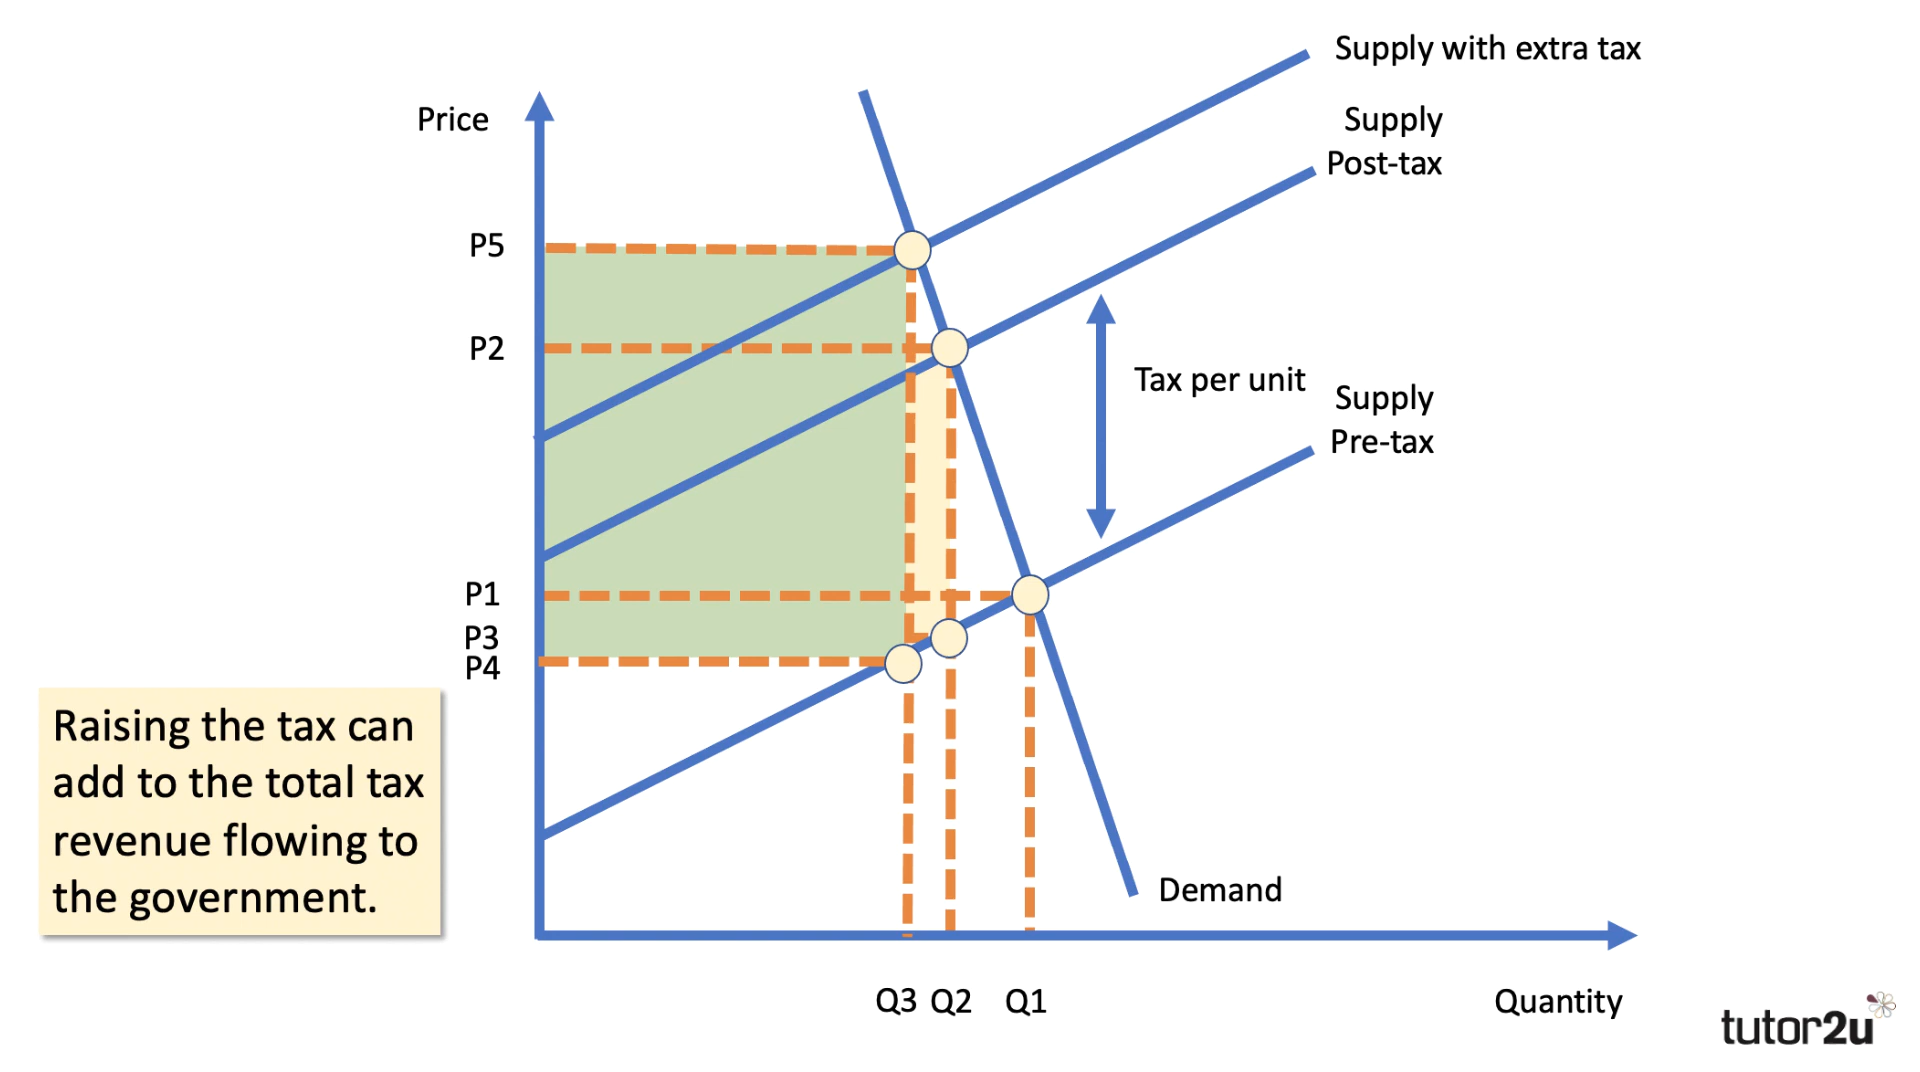 Supply with extra tax
Price
Supply
Post-tax
P5
P2
Tax per unit
Supply
Pre-tax
P1
P3
P4
Raising the tax can
add to the total tax
revenue flowing to
the government.
Demand
Q3 Q2 Q1
Quantity
tutor2u